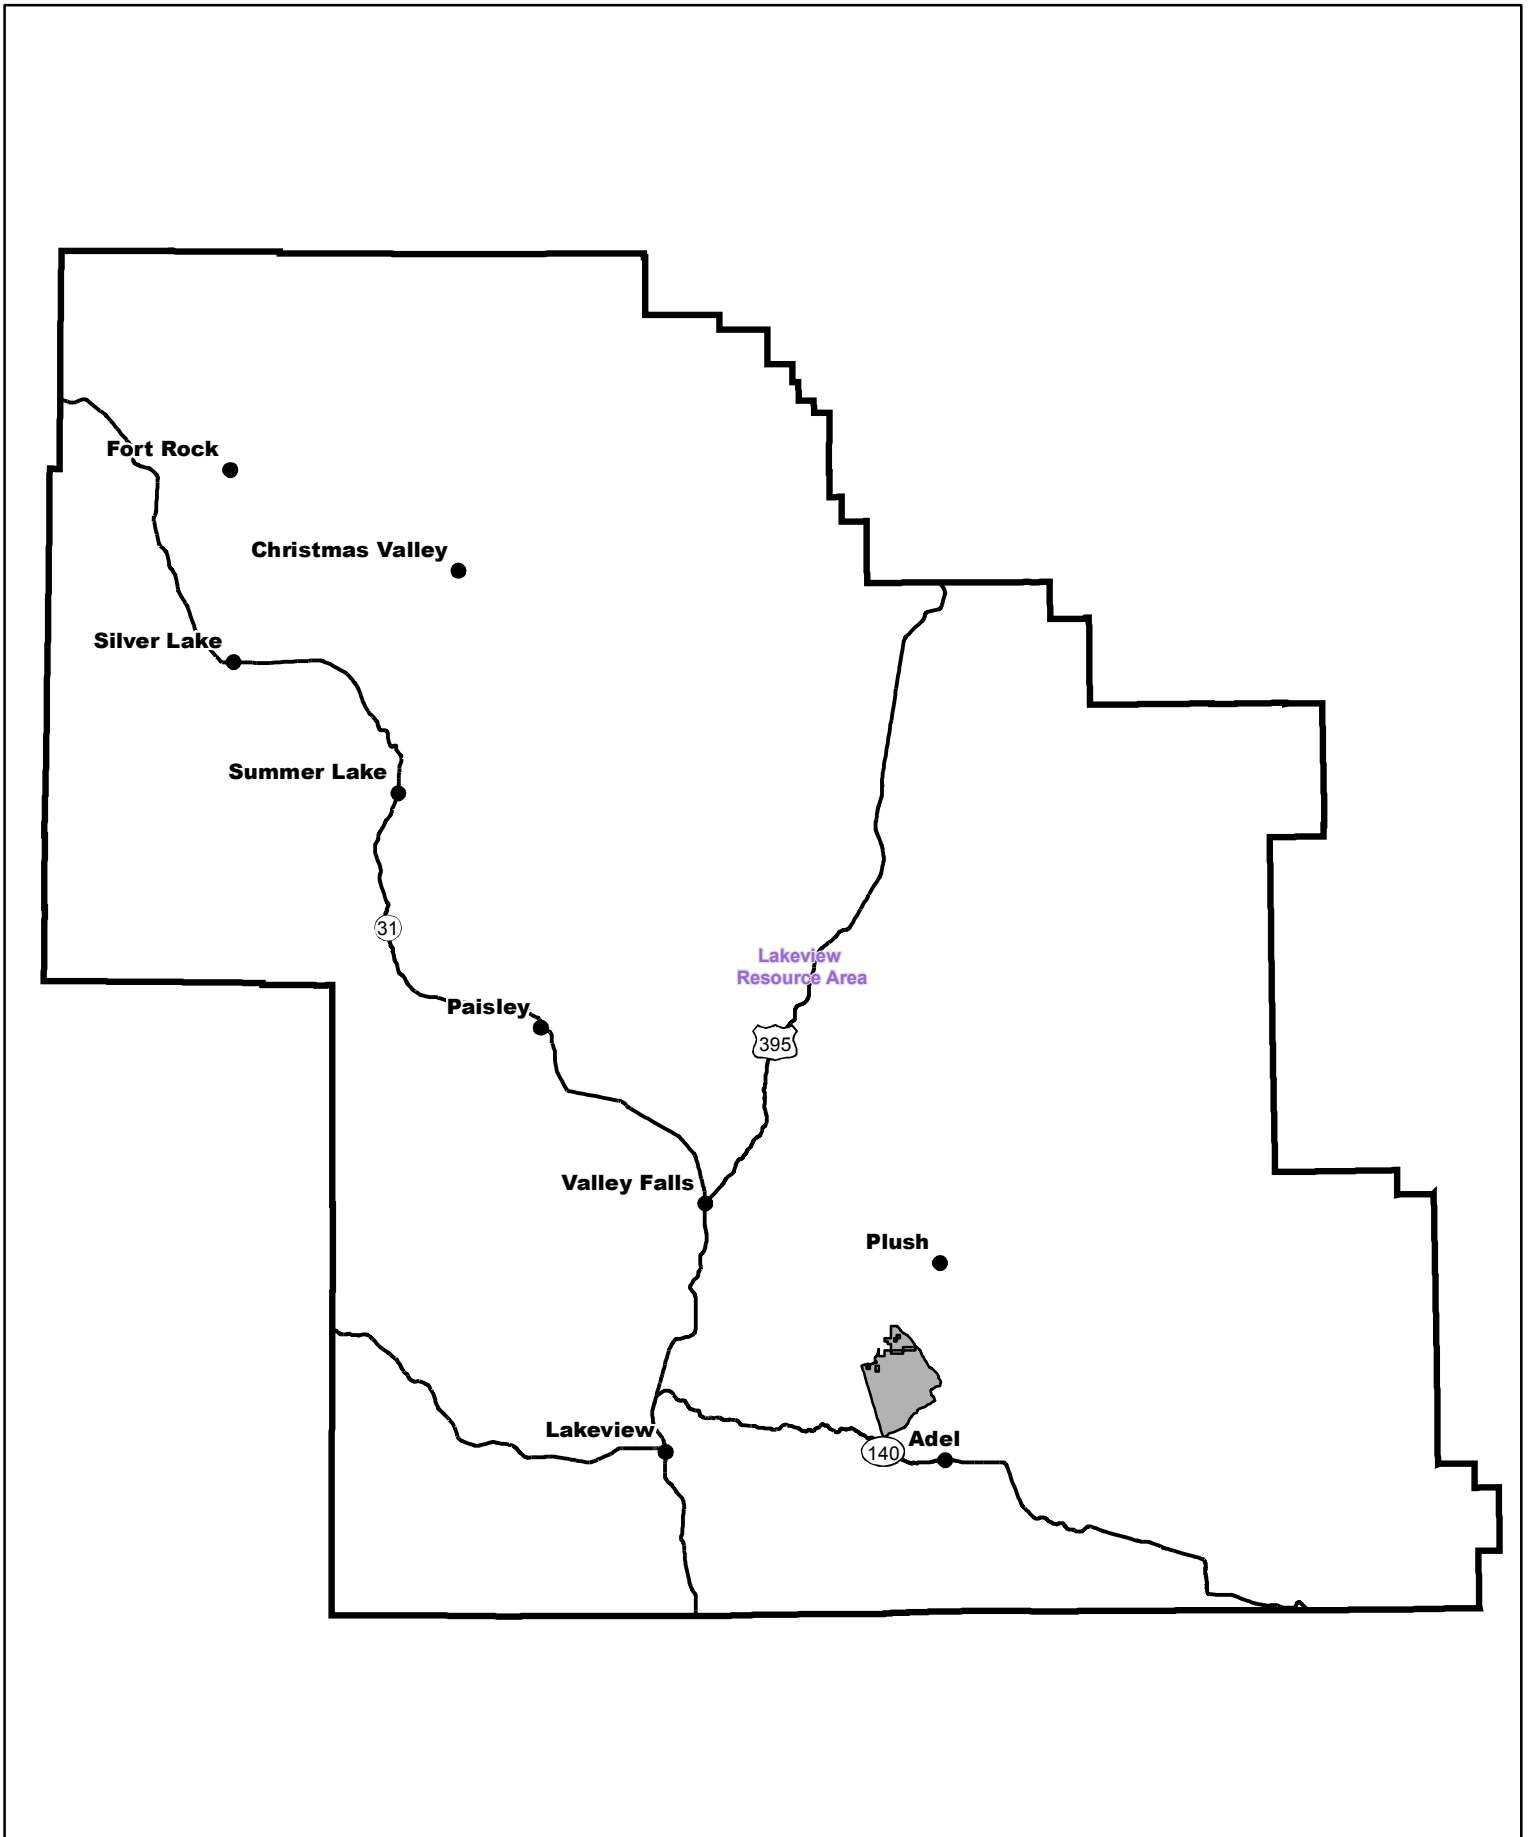 Fort Rock
Christmas Valley
Silver Lake
Summer Lake
31
Lakeview
Resource Area
Paisley
395
Valley Falls
Plush
Lakeview
Adel
140